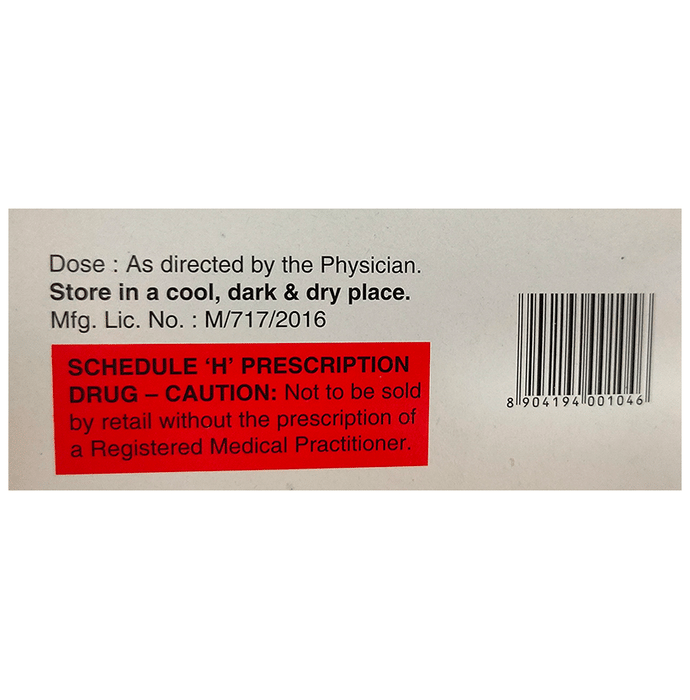 Dose : As directed by the Physician.
Store in a cool, dark & dry place.
Mfg. Lic. No. : M/717/2016
SCHEDULE ‘H’ PRESCRIPTION
DRUG – CAUTION: Not to be sold
by retail without the prescription of
a Registered Medical Practitioner.
8 904194 001046